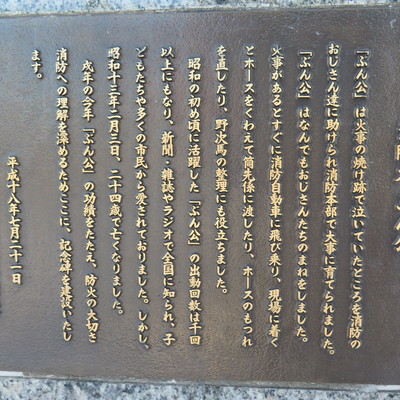 消防犬「ぶん公」
「ぶん公」は火事の焼け跡で泣いていたところを消防の
おじさん達に助けられ消防本部で大事に育てられました。
「ぶん公」はなんでもおじさんたちのまねをしました。
火事があるとすぐに消防自動車に飛び乗り、現場に着く
とホースをくわえて筒先係に渡したり、ホースのもつれ
を直したり、野次馬の整理にも役立ちました。
昭和の初め頃に活躍した「ぶん公」の出動回数は千回
以上にもなり、新聞・雑誌やラジオで全国に知られ、子
どもたちや多くの市民から愛されておりました。しかし、
昭和十三年二月三日、二十四歳で亡くなりました。
戌年の今年「ぶん公」の功績をたたえ、防火の大切さ
消防への理解を深めるためここに、記念碑を建設いたし
ます。
平成十八年七月二十一日